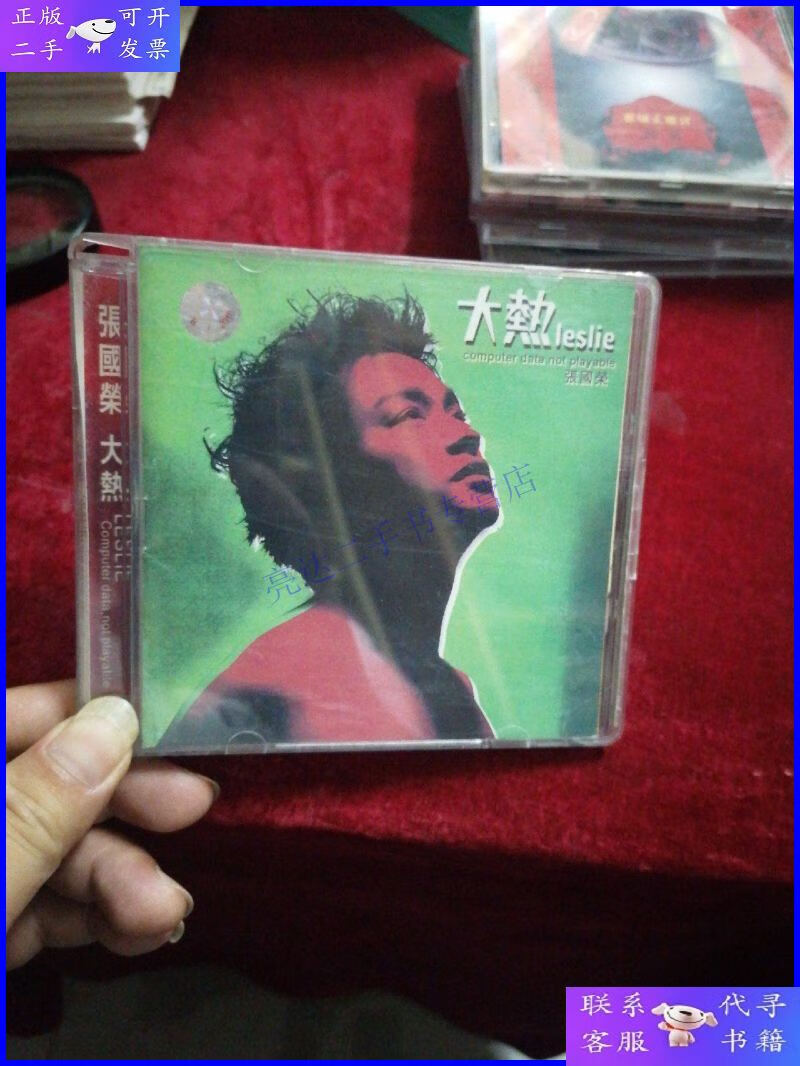 正版 可开
二手 发票
大熱leslie
computer data not playable
張國榮
張國榮 大熱 LESLIE
Computer data not playable
亮达二手书专营店
联系 代寻
客服 书籍